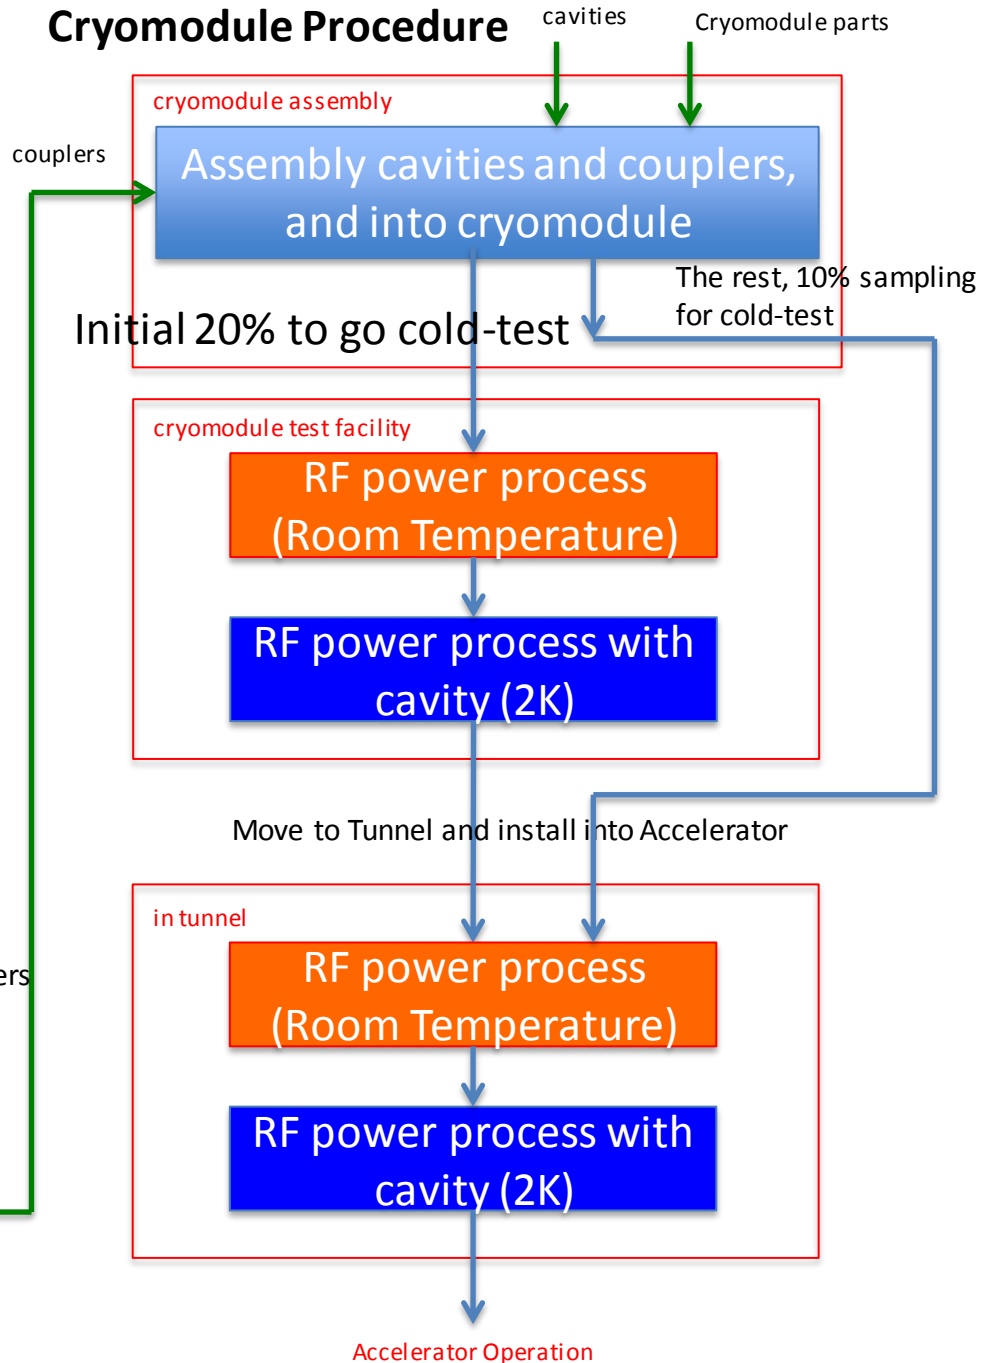 Cryomodule Procedure
cavities
Cryomodule parts
cryomodule assembly
couplers
Assembly cavities and couplers,
and into cryomodule
The rest, 10% sampling
for cold-test
Initial 20% to go cold-test
cryomodule test facility
RF power process
(Room Temperature)
RF power process with
cavity (2K)
Move to Tunnel and install into Accelerator
in tunnel
RF power process
(Room Temperature)
ers
RF power process with
cavity (2K)
Accelerator Operation